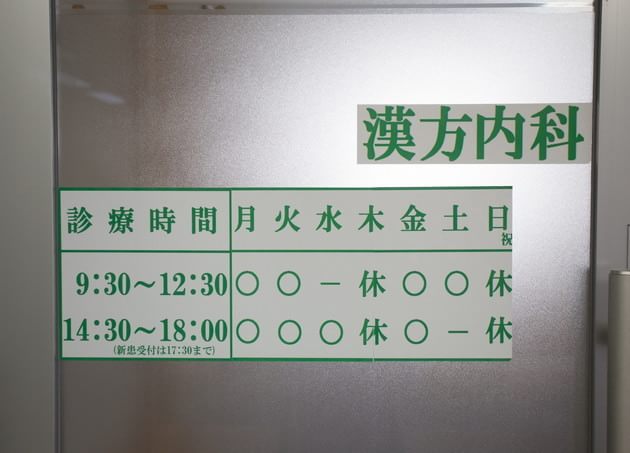 漢方内科
診療時間 月 火 水 木 金 土 日
祝
9:30～12:30 〇 〇 － 休 〇 〇 休
14:30～18:00 〇 〇 〇 休 〇 － 休
(新患受付は17:30まで)